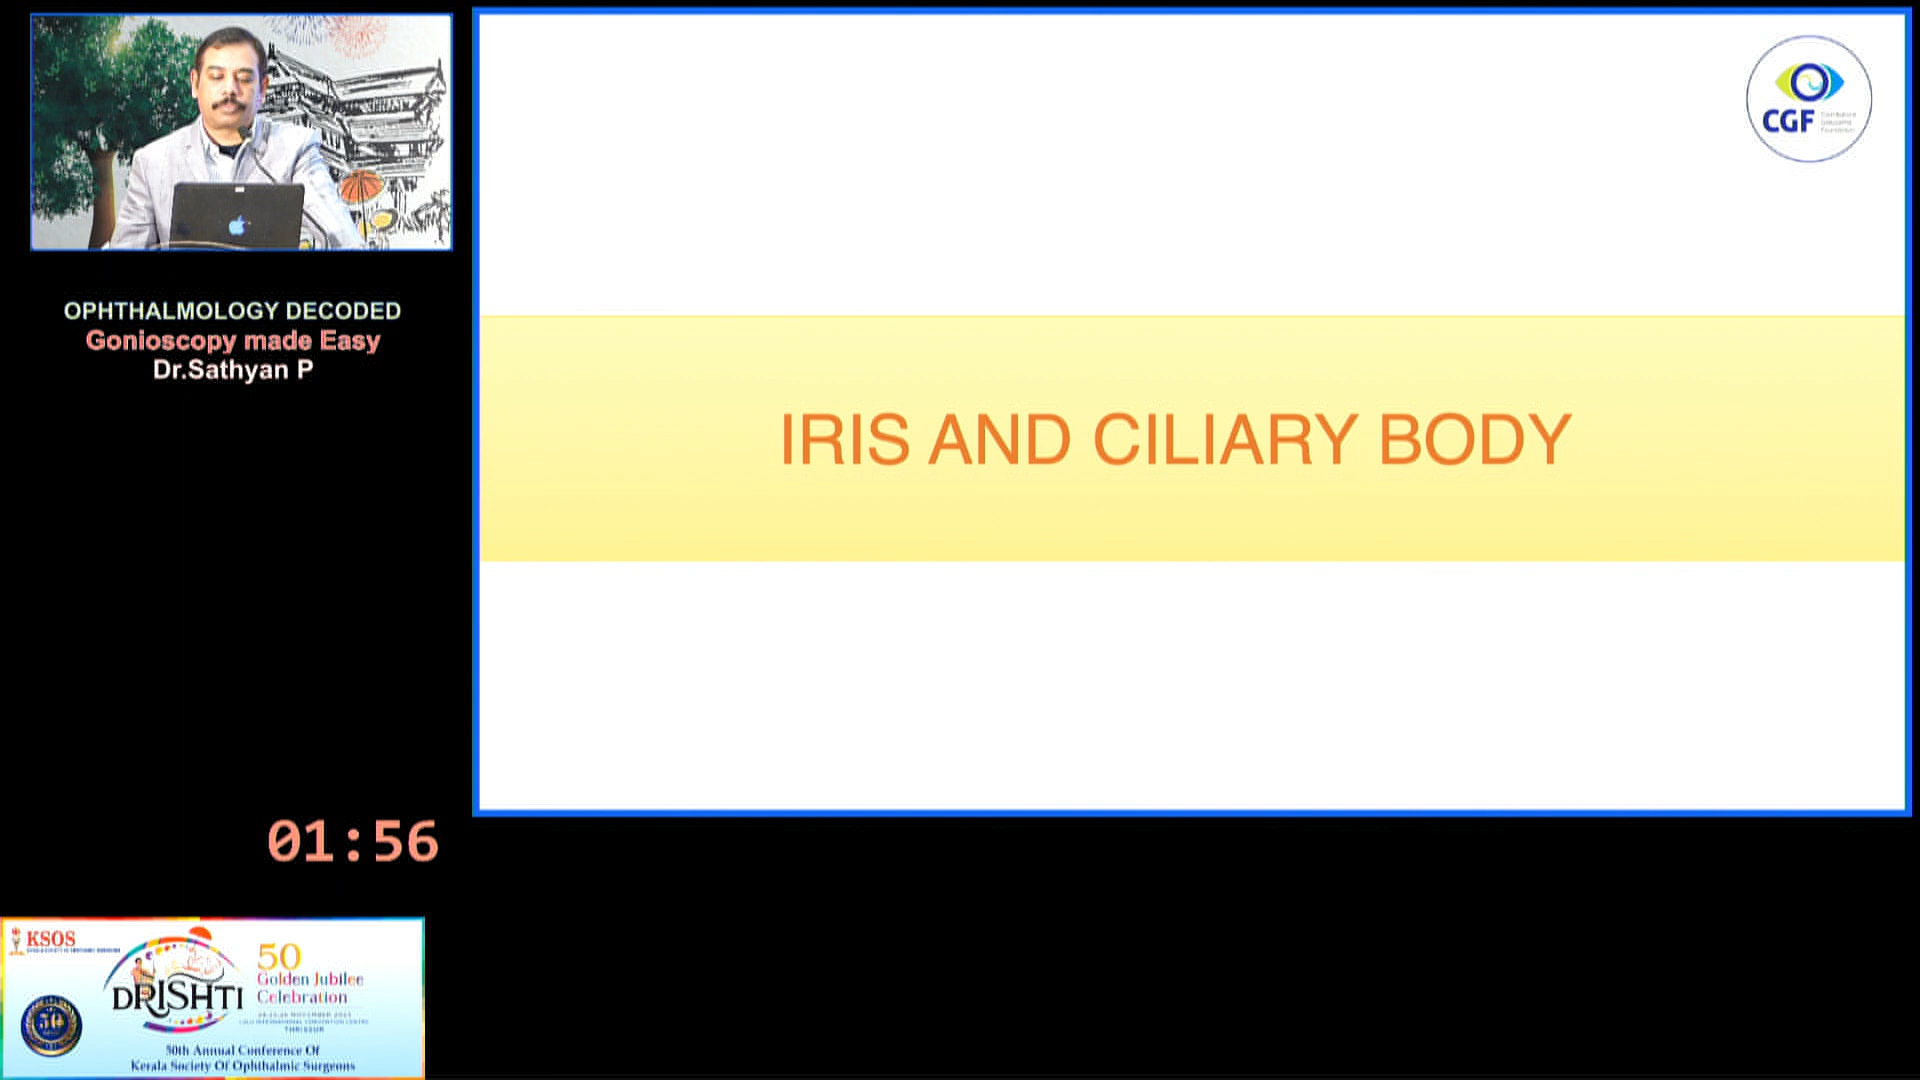 OPHTHALMOLOGY DECODED
Gonioscopy made Easy
Dr.Sathyan P
CGF
IRIS AND CILIARY BODY
01:56
KSOS
DRISHTI
50
Golden Jubilee
Celebration
THRISSUR
50th Annual Conference Of
Kerala Society Of Ophthalmic Surgeons